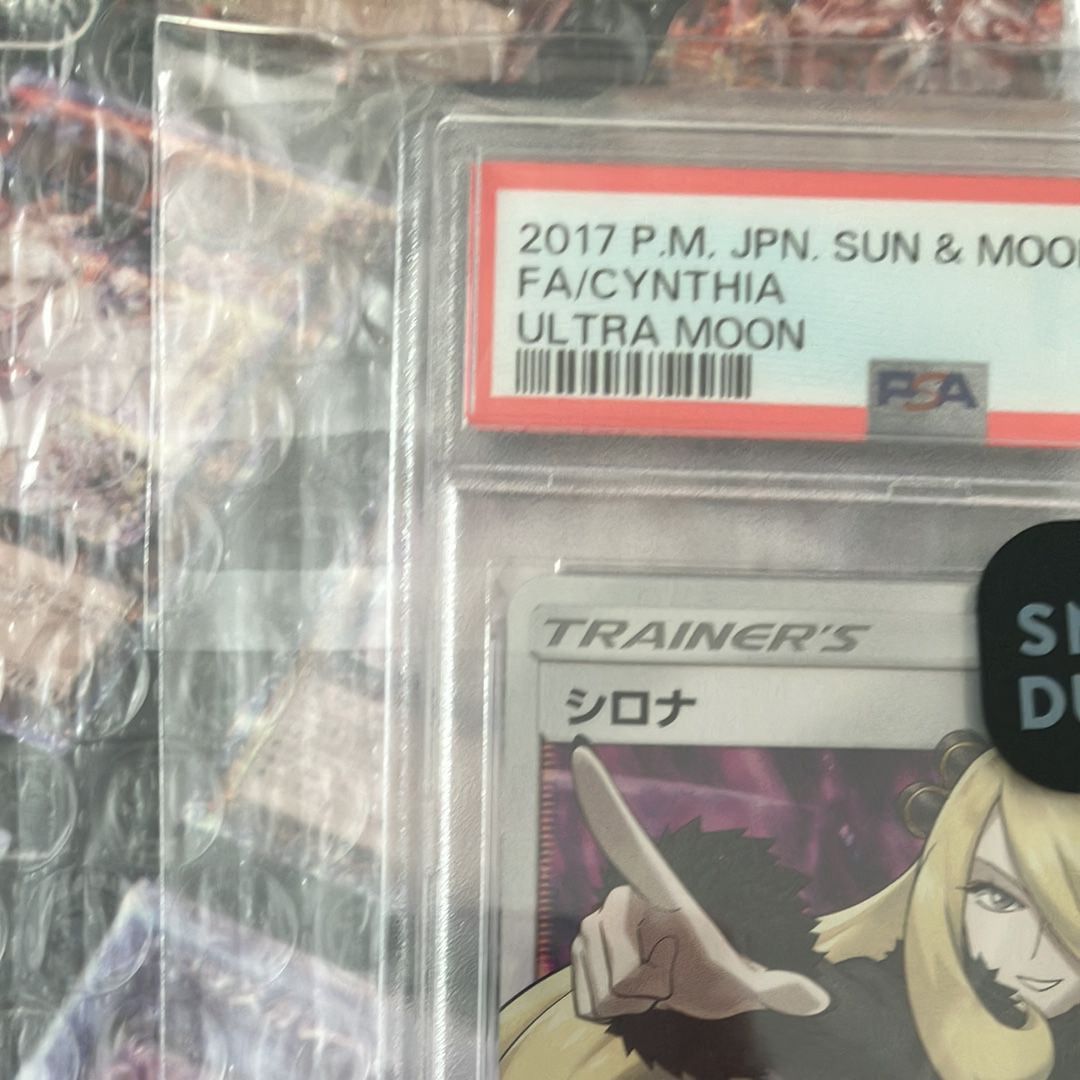 2017 P.M. JPN. SUN & MOO
FA/CYNTHIA
ULTRA MOON
PSA
TRAINER'S
シロナ
S
D